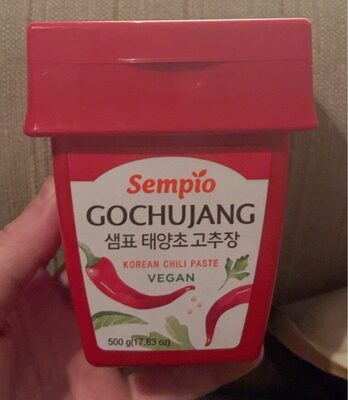 Sempio
GOCHUJANG
샘표 태양초 고추장
KOREAN CHILI PASTE
VEGAN
500 g(17.63 oz)